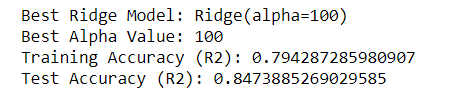 Best Ridge Model: Ridge(alpha=100)
Best Alpha Value: 100
Training Accuracy (R2): 0.794287285980907
Test Accuracy (R2): 0.8473885269029585